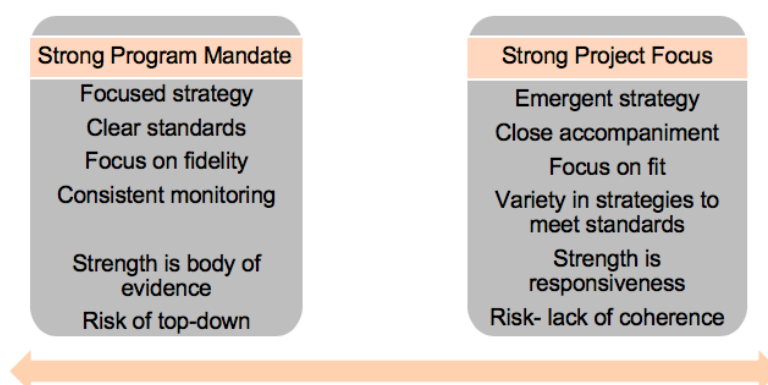 Strong Program Mandate
Focused strategy
Clear standards
Focus on fidelity
Consistent monitoring
Strength is body of
evidence
Risk of top-down
Strong Project Focus
Emergent strategy
Close accompaniment
Focus on fit
Variety in strategies to
meet standards
Strength is
responsiveness
Risk- lack of coherence